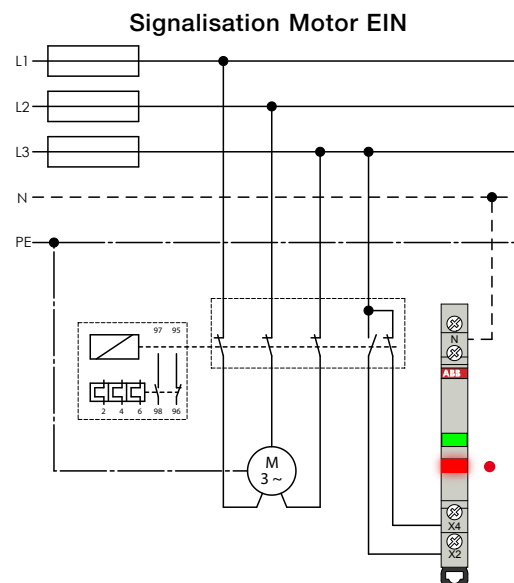 Signalisation Motor EIN
L1
L2
L3
N
PE
97 95
2 4 6 98 96
M
3 ~
N
ABB
X4
X2